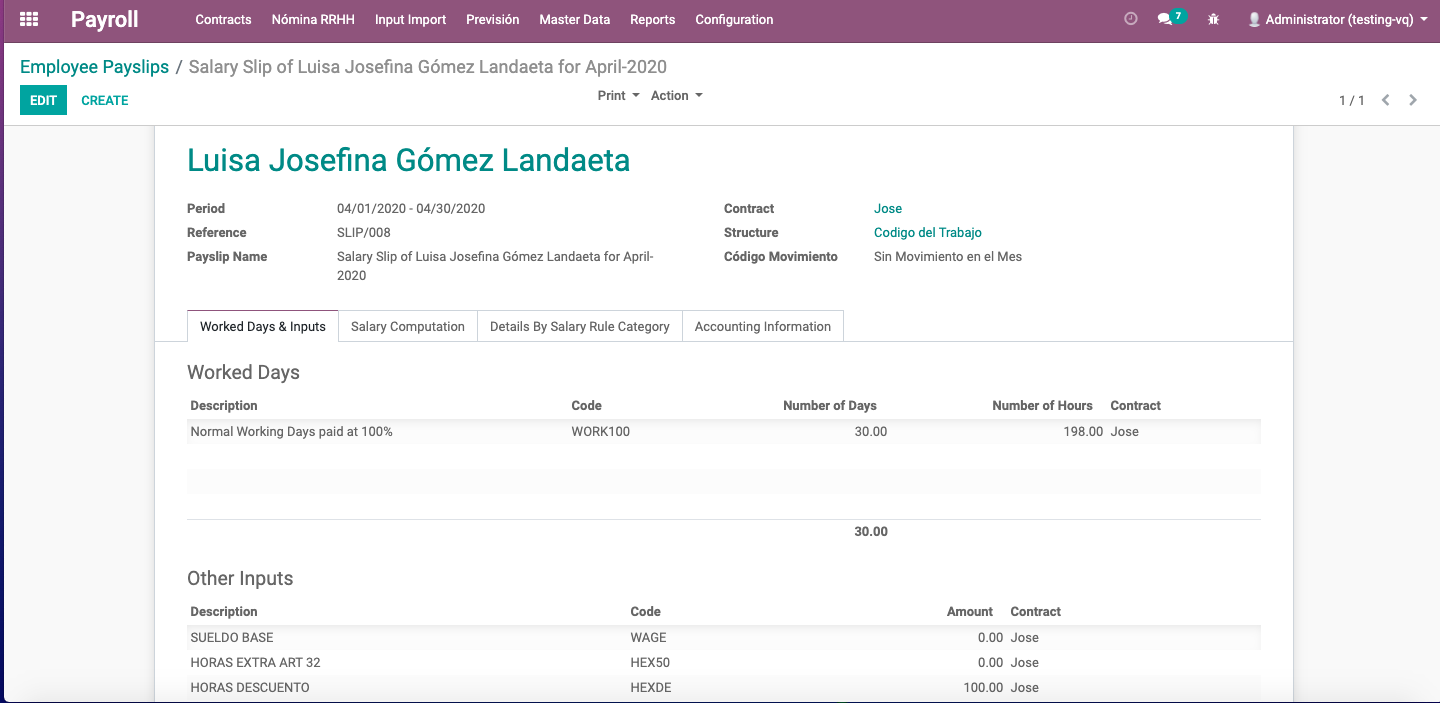 Payroll Contracts Nómina RRHH Input Import Previsión Master Data Reports Configuration 7 Administrator (testing-vq)
Employee Payslips / Salary Slip of Luisa Josefina Gómez Landaeta for April-2020
EDIT CREATE Print Action 1 / 1
Luisa Josefina Gómez Landaeta
Period 04/01/2020 - 04/30/2020 Contract Jose
Reference SLIP/008 Structure Codigo del Trabajo
Payslip Name Salary Slip of Luisa Josefina Gómez Landaeta for April- Código Movimiento Sin Movimiento en el Mes
2020
Worked Days & Inputs Salary Computation Details By Salary Rule Category Accounting Information
Worked Days
Description Code Number of Days Number of Hours Contract
Normal Working Days paid at 100% WORK100 30.00 198.00 Jose
30.00
Other Inputs
Description Code Amount Contract
SUELDO BASE WAGE 0.00 Jose
HORAS EXTRA ART 32 HEX50 0.00 Jose
HORAS DESCUENTO HEXDE 100.00 Jose